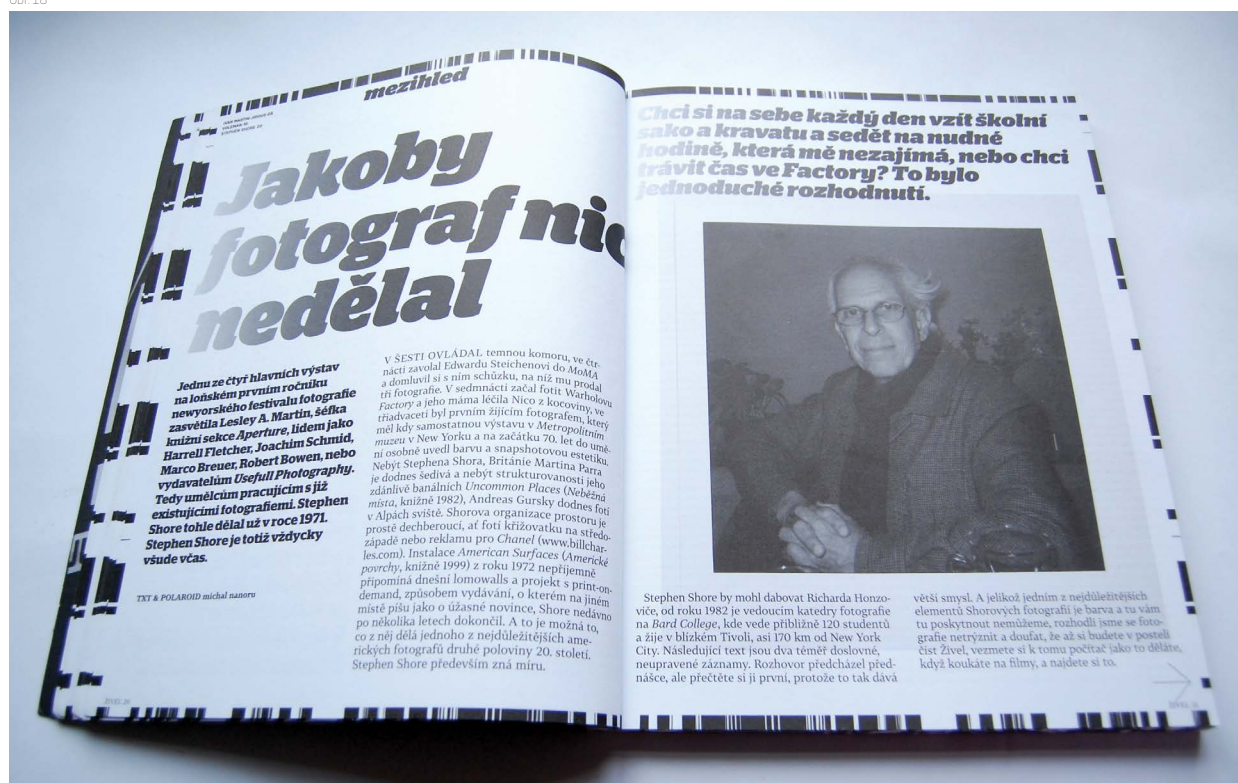 Obr. 10
mezihled
STEPHEN SHORE
Jakoby
fotograf nic
nedělal
Jednu ze čtyř hlavních výstav
na loňském prvním ročníku
newyorského festivalu fotografie
zasvětila Lesley A. Martin, šéfka
knižní sekce Aperture, lidem jako
Harrell Fletcher, Joachim Schmid,
Marco Breuer, Robert Bowen, nebo
vydavatelům Usefull Photography.
Tedy umělcům pracujícím s již
existujícími fotografiemi. Stephen
Shore tohle dělal už v roce 1971.
Stephen Shore je totiž vždycky
všude včas.
TXT & POLAROID michal nanoru
V ŠESTI OVLÁDAL temnou komoru, ve čtr-
nácti zavolal Edwardu Steichenovi do MoMA
a domluvil si s ním schůzku, na níž mu prodal
tři fotografie. V sedmnácti začal fotit Warholovu
Factory a jeho máma léčila Nico z kocoviny, ve
třiadvaceti byl prvním žijícím fotografem, který
měl kdy samostatnou výstavu v Metropolitním
muzeu v New Yorku a na začátku 70. let do umě-
ní osobně uvedl barvu a snapshotovou estetiku.
Nebýt Stephena Shora, Británie Martina Parra
je dodnes šedivá a nebýt strukturovanosti jeho
zdánlivě banálních Uncommon Places (Neběžná
místa, knižně 1982), Andreas Gursky dodnes fotí
v Alpách sviště. Shorova organizace prostoru je
prostě dechberoucí, ať fotí křižovatku na středo-
západě nebo reklamu pro Chanel (www.billchar-
les.com). Instalace American Surfaces (Americké
povrchy, knižně 1999) z roku 1972 nepříjemně
připomíná dnešní lomowalls a projekt s print-on-
demand, způsobem vydávání, o kterém na jiném
místě píšu jako o úžasné novince, Shore nedávno
po několika letech dokončil. A to je možná to,
co z něj dělá jednoho z nejdůležitějších ame-
rických fotografů druhé poloviny 20. století.
Stephen Shore především zná míru.
Chci si na sebe každý den vzít školní
sako a kravatu a sedět na nudné
hodině, která mě nezajímá, nebo chci
trávit čas ve Factory? To bylo
jednoduché rozhodnutí.
Stephen Shore by mohl dabovat Richarda Honzo-
viče, od roku 1982 je vedoucím katedry fotografie
na Bard College, kde vede přibližně 120 studentů
a žije v blízkém Tivoli, asi 170 km od New York
City. Následující text jsou dva téměř doslovné,
neupravené záznamy. Rozhovor předcházel před-
nášce, ale přečtěte si ji první, protože to tak dává
větší smysl. A jelikož jedním z nejdůležitějších
elementů Shorových fotografií je barva a tu vám
tu poskytnout nemůžeme, rozhodli jsme se foto-
grafie netrýznit a doufat, že až si budete v posteli
číst Živel, vezmete si k tomu počítač jako to děláte,
když koukáte na filmy, a najdete si to.